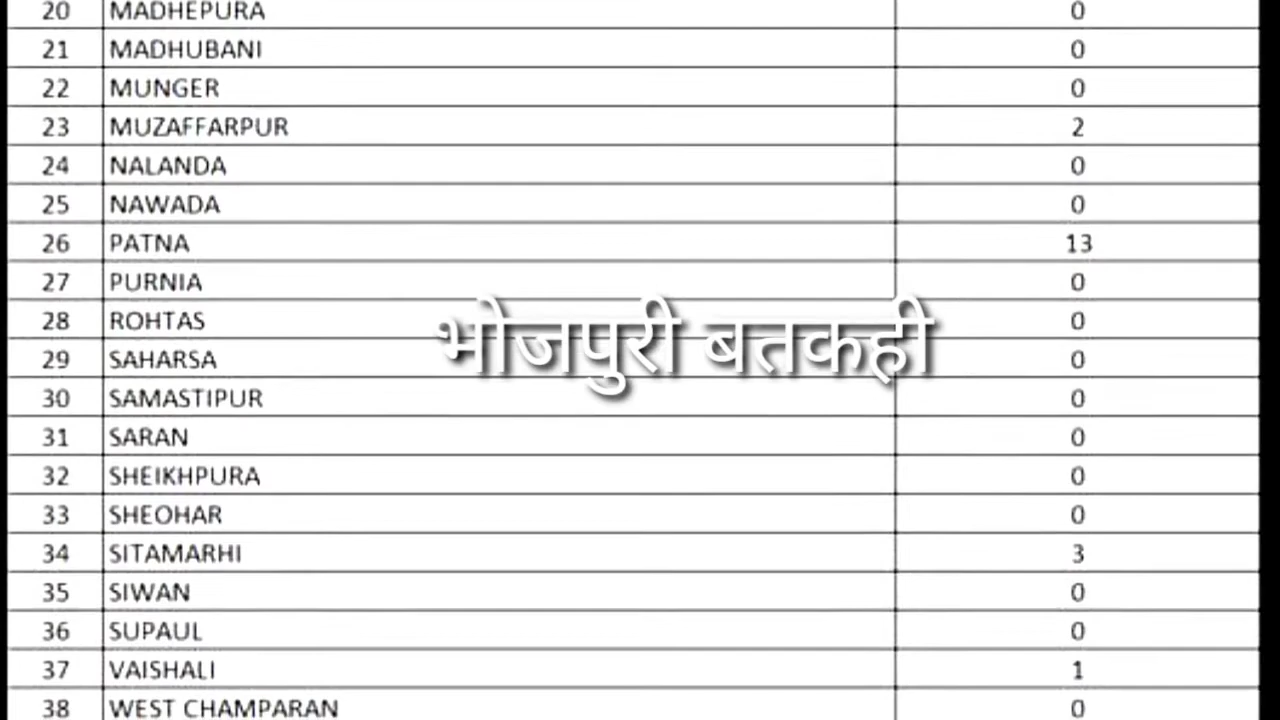 20 MADHEPURA 0
21 MADHUBANI 0
22 MUNGER 0
23 MUZAFFARPUR 2
24 NALANDA 0
25 NAWADA 0
26 PATNA 13
27 PURNIA 0
28 ROHTAS 0
भोजपुरी बतकही
29 SAHARSA 0
30 SAMASTIPUR 0
31 SARAN 0
32 SHEIKHPURA 0
33 SHEOHAR 0
34 SITAMARHI 3
35 SIWAN 0
36 SUPAUL 0
37 VAISHALI 1
38 WEST CHAMPARAN 0